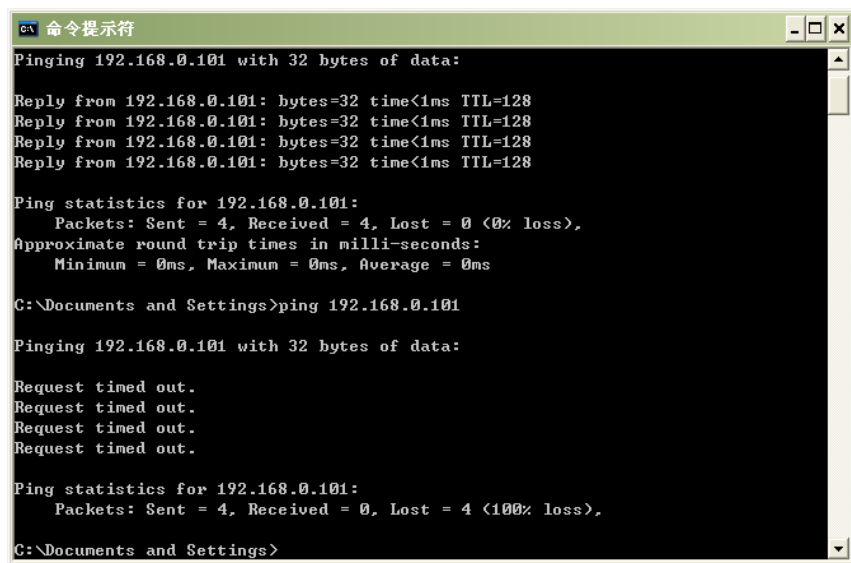 命令提示符
Pinging 192.168.0.101 with 32 bytes of data:
Reply from 192.168.0.101: bytes=32 time<1ms TTL=128
Reply from 192.168.0.101: bytes=32 time<1ms TTL=128
Reply from 192.168.0.101: bytes=32 time<1ms TTL=128
Reply from 192.168.0.101: bytes=32 time<1ms TTL=128
Ping statistics for 192.168.0.101:
    Packets: Sent = 4, Received = 4, Lost = 0 (0% loss),
Approximate round trip times in milli-seconds:
    Minimum = 0ms, Maximum = 0ms, Average = 0ms
C:\Documents and Settings>ping 192.168.0.101
Pinging 192.168.0.101 with 32 bytes of data:
Request timed out.
Request timed out.
Request timed out.
Request timed out.
Ping statistics for 192.168.0.101:
    Packets: Sent = 4, Received = 0, Lost = 4 (100% loss),
C:\Documents and Settings>